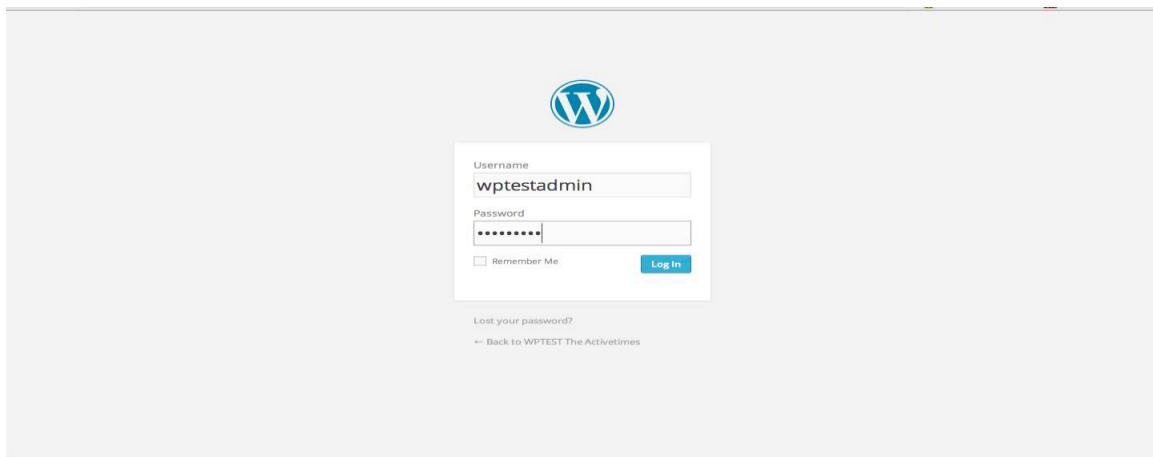 Username
wptestadmin
Password
•••••••••
Remember Me
Log In
Lost your password?
← Back to WPTEST The Activetimes